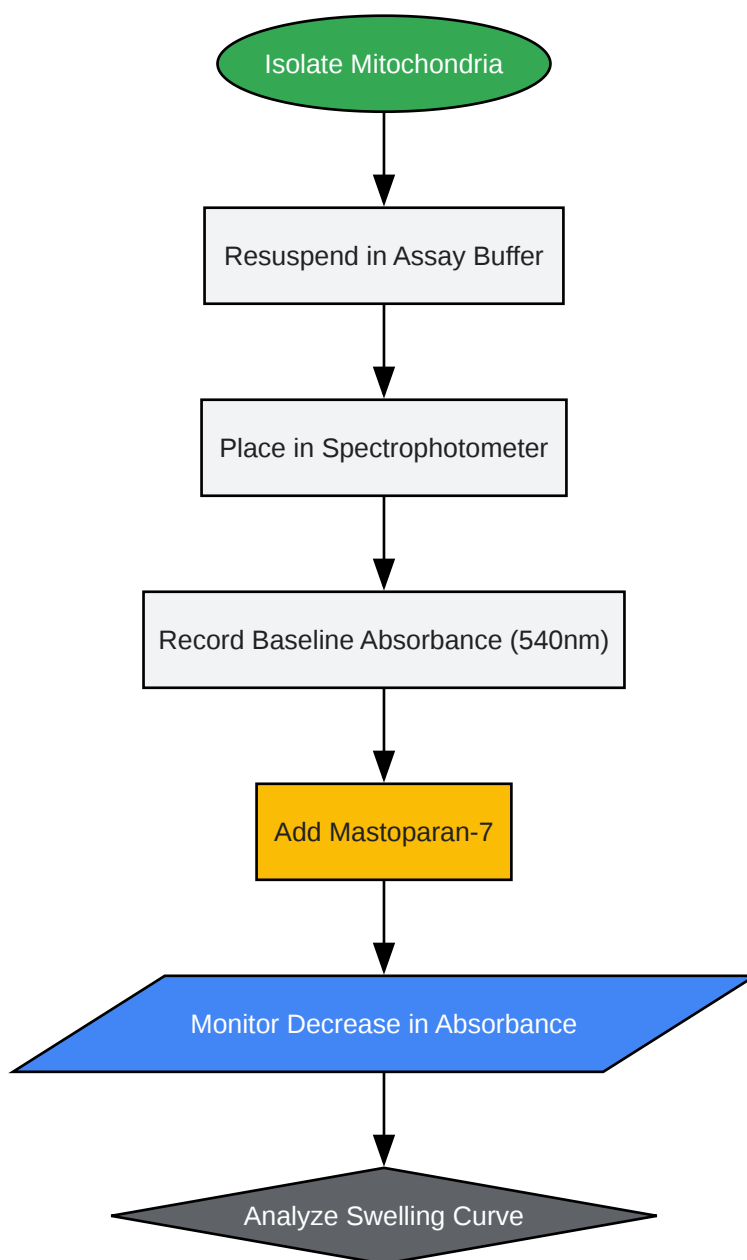 Isolate Mitochondria
Resuspend in Assay Buffer
Place in Spectrophotometer
Record Baseline Absorbance (540nm)
Add Mastoparan-7
Monitor Decrease in Absorbance
Analyze Swelling Curve